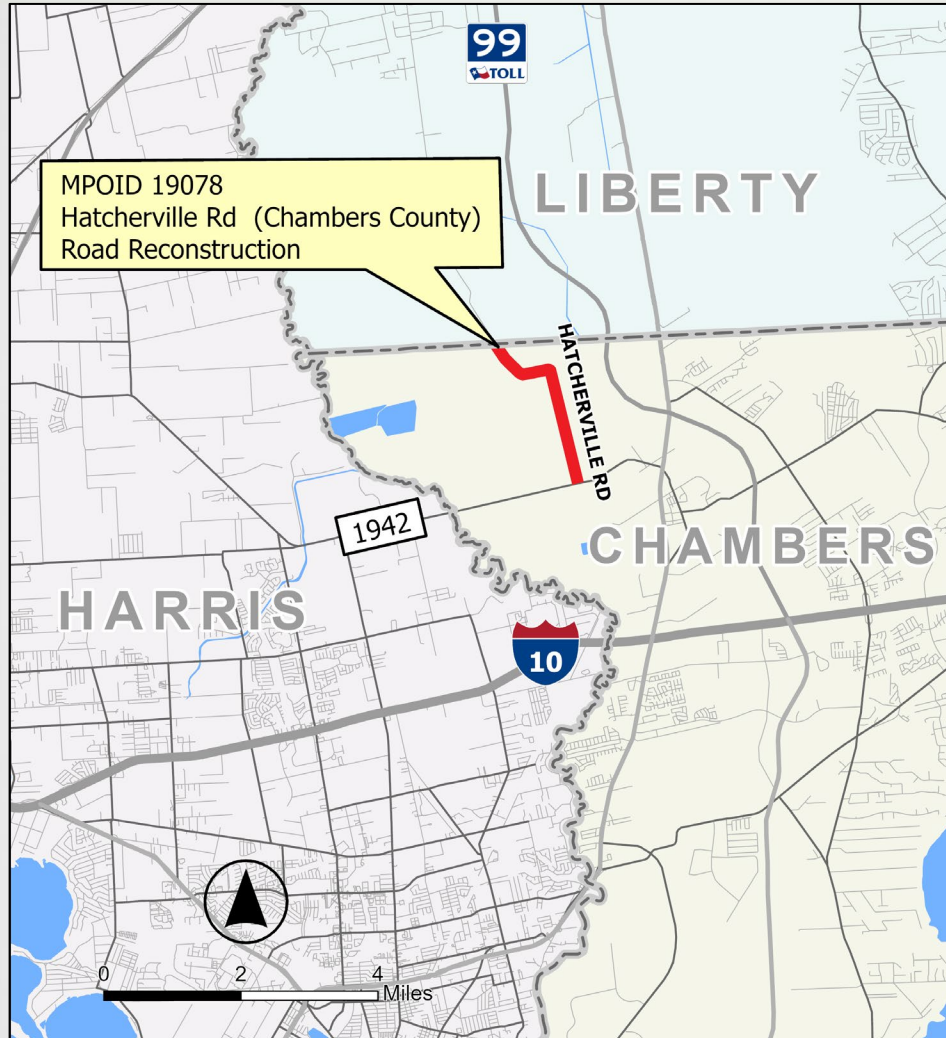 99
TOLL
LIBERTY
MPOID 19078
Hatcherville Rd (Chambers County)
Road Reconstruction
HATCHERVILLE RD
1942
CHAMBERS
HARRIS
10
0 2 4
Miles